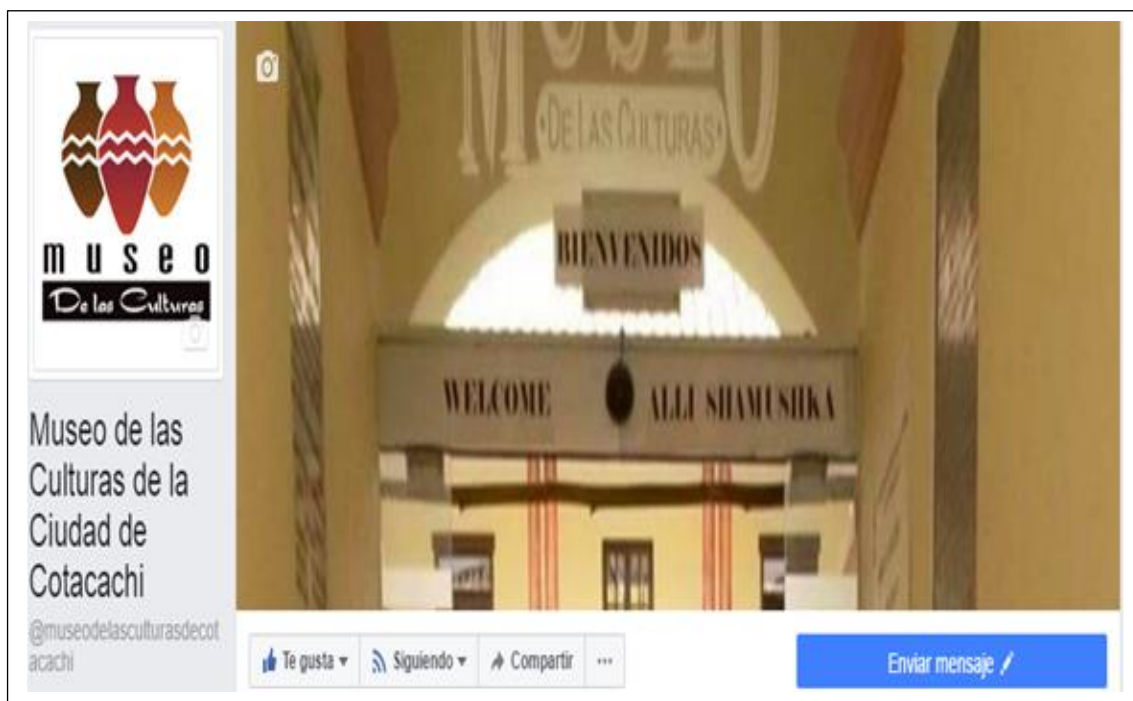 museo
De las Culturas
Museo de las
Culturas de la
Ciudad de
Cotacachi
@museodelasculturasdecot
acachi
MUSEO
·DE LAS CULTURAS·
BIENVENIDOS
WELCOME ALLI SHAMUSHKA
Te gusta
Siguiendo
Compartir
···
Enviar mensaje